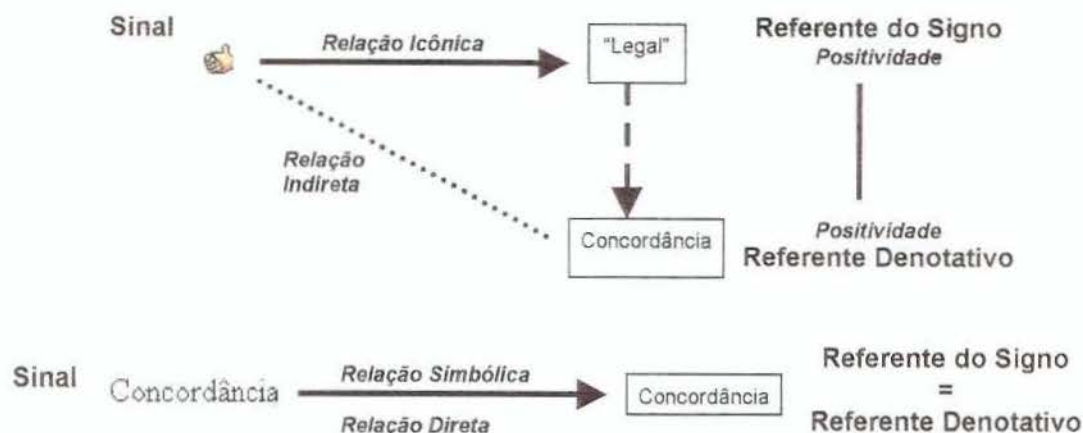 Sinal
Relação Icônica
"Legal"
Referente do Signo
Positividade
Relação
Indireta
Concordância
Positividade
Referente Denotativo
Sinal
Concordância
Relação Simbólica
Relação Direta
Concordância
Referente do Signo
=
Referente Denotativo